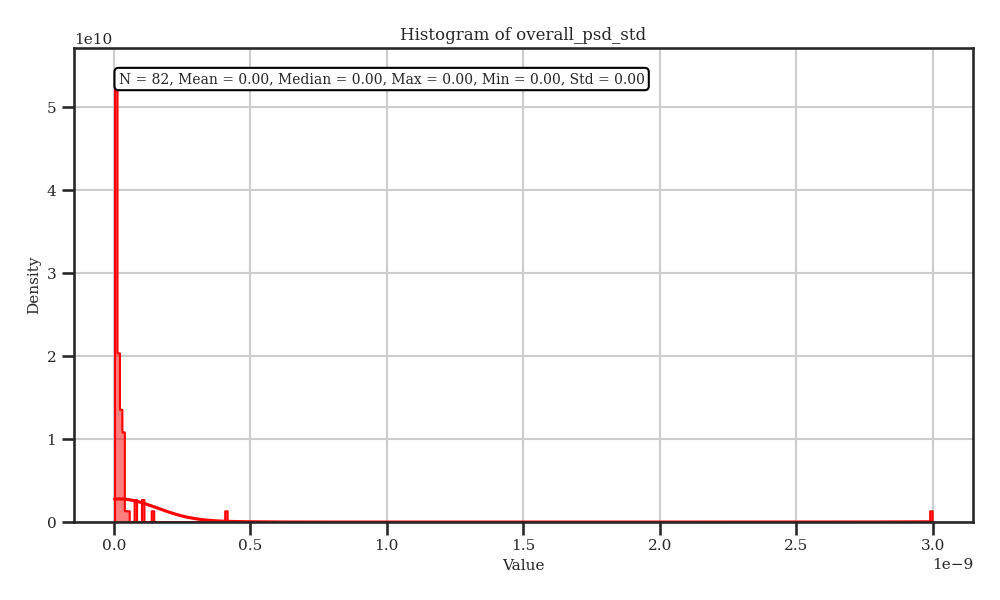 Histogram of overall_psd_std
1e10
N = 82, Mean = 0.00, Median = 0.00, Max = 0.00, Min = 0.00, Std = 0.00
5
4
3
2
1
0
Density
0.0 0.5 1.0 1.5 2.0 2.5 3.0
Value
1e−9